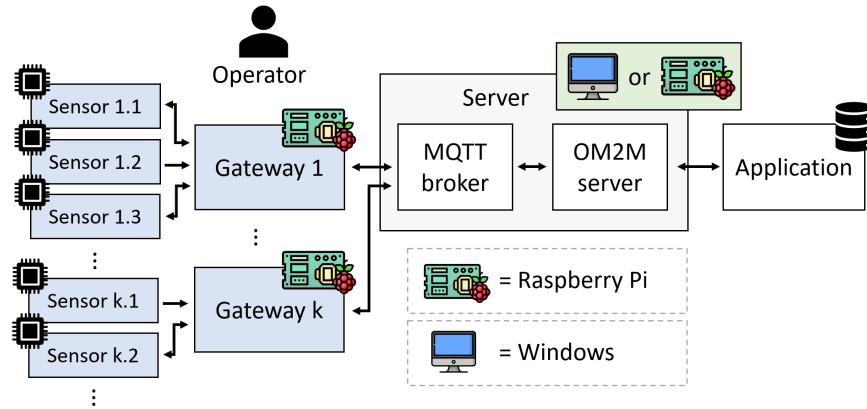 Operator
Sensor 1.1
Sensor 1.2
Sensor 1.3
⋮
Gateway 1
⋮
Sensor k.1
Sensor k.2
⋮
Gateway k
Server
or
MQTT
broker
OM2M
server
Application
= Raspberry Pi
= Windows